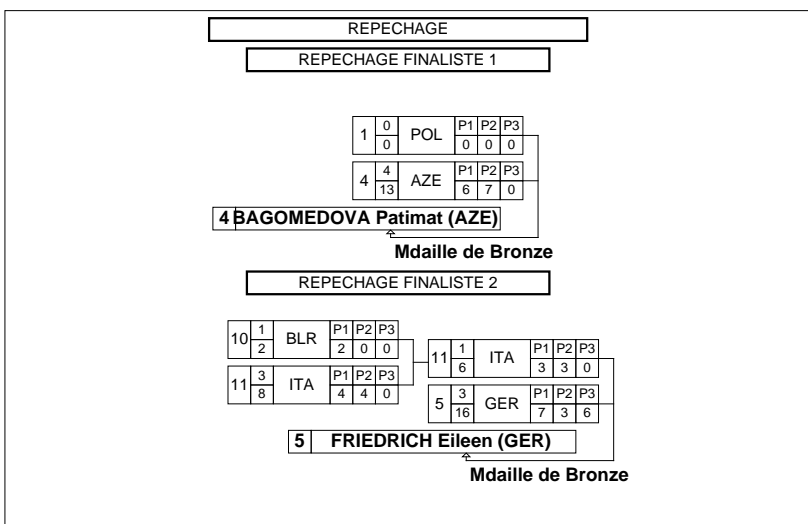 REPECHAGE
REPECHAGE FINALISTE 1
1 0 POL P1 P2 P3
0 0 0 0
4 4 AZE P1 P2 P3
13 6 7 0
4 BAGOMEDOVA Patimat (AZE)
Mdaille de Bronze
REPECHAGE FINALISTE 2
10 1 BLR P1 P2 P3
2 2 0 0
11 3 ITA P1 P2 P3
8 4 4 0
11 1 ITA P1 P2 P3
6 3 3 0
5 3 GER P1 P2 P3
16 7 3 6
5 FRIEDRICH Eileen (GER)
Mdaille de Bronze